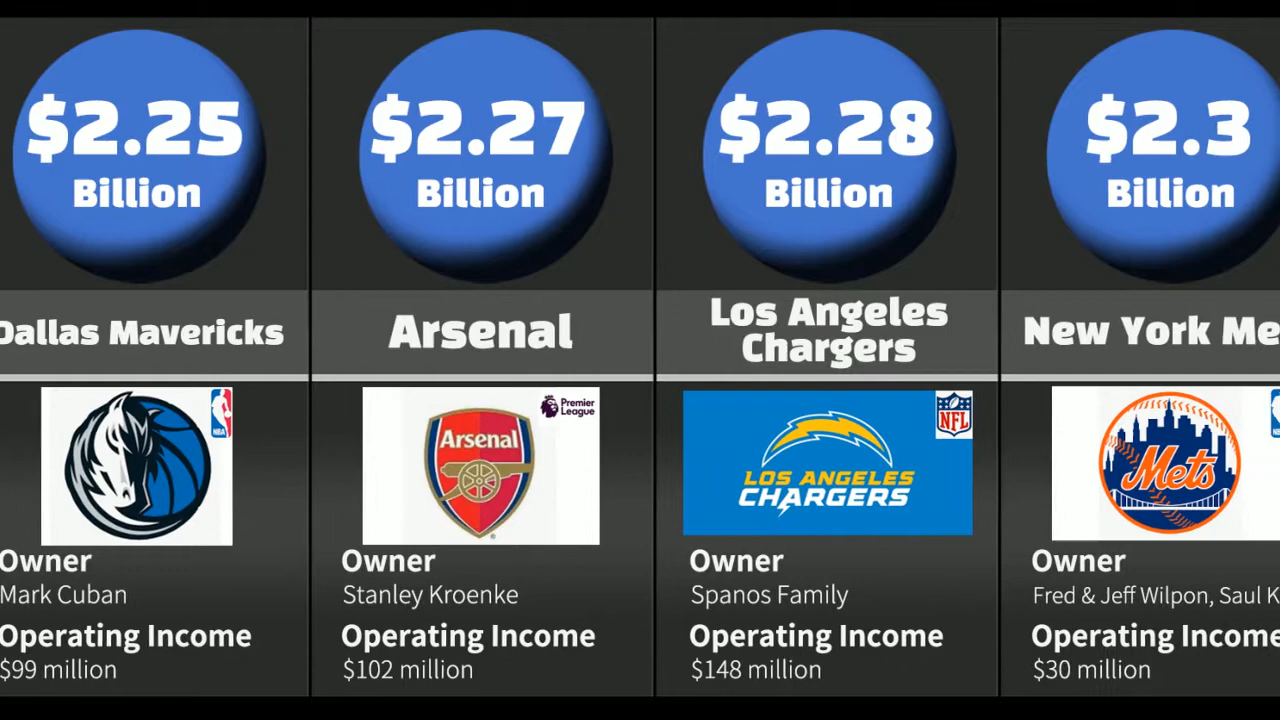 $2.25
Billion
Dallas Mavericks
NBA
Owner
Mark Cuban
Operating Income
$99 million
$2.27
Billion
Arsenal
Premier
League
Arsenal
Owner
Stanley Kroenke
Operating Income
$102 million
$2.28
Billion
Los Angeles
Chargers
NFL
LOS ANGELES
CHARGERS
Owner
Spanos Family
Operating Income
$148 million
$2.3
Billion
New York Me
Mets
Owner
Fred & Jeff Wilpon, Saul K
Operating Income
$30 million